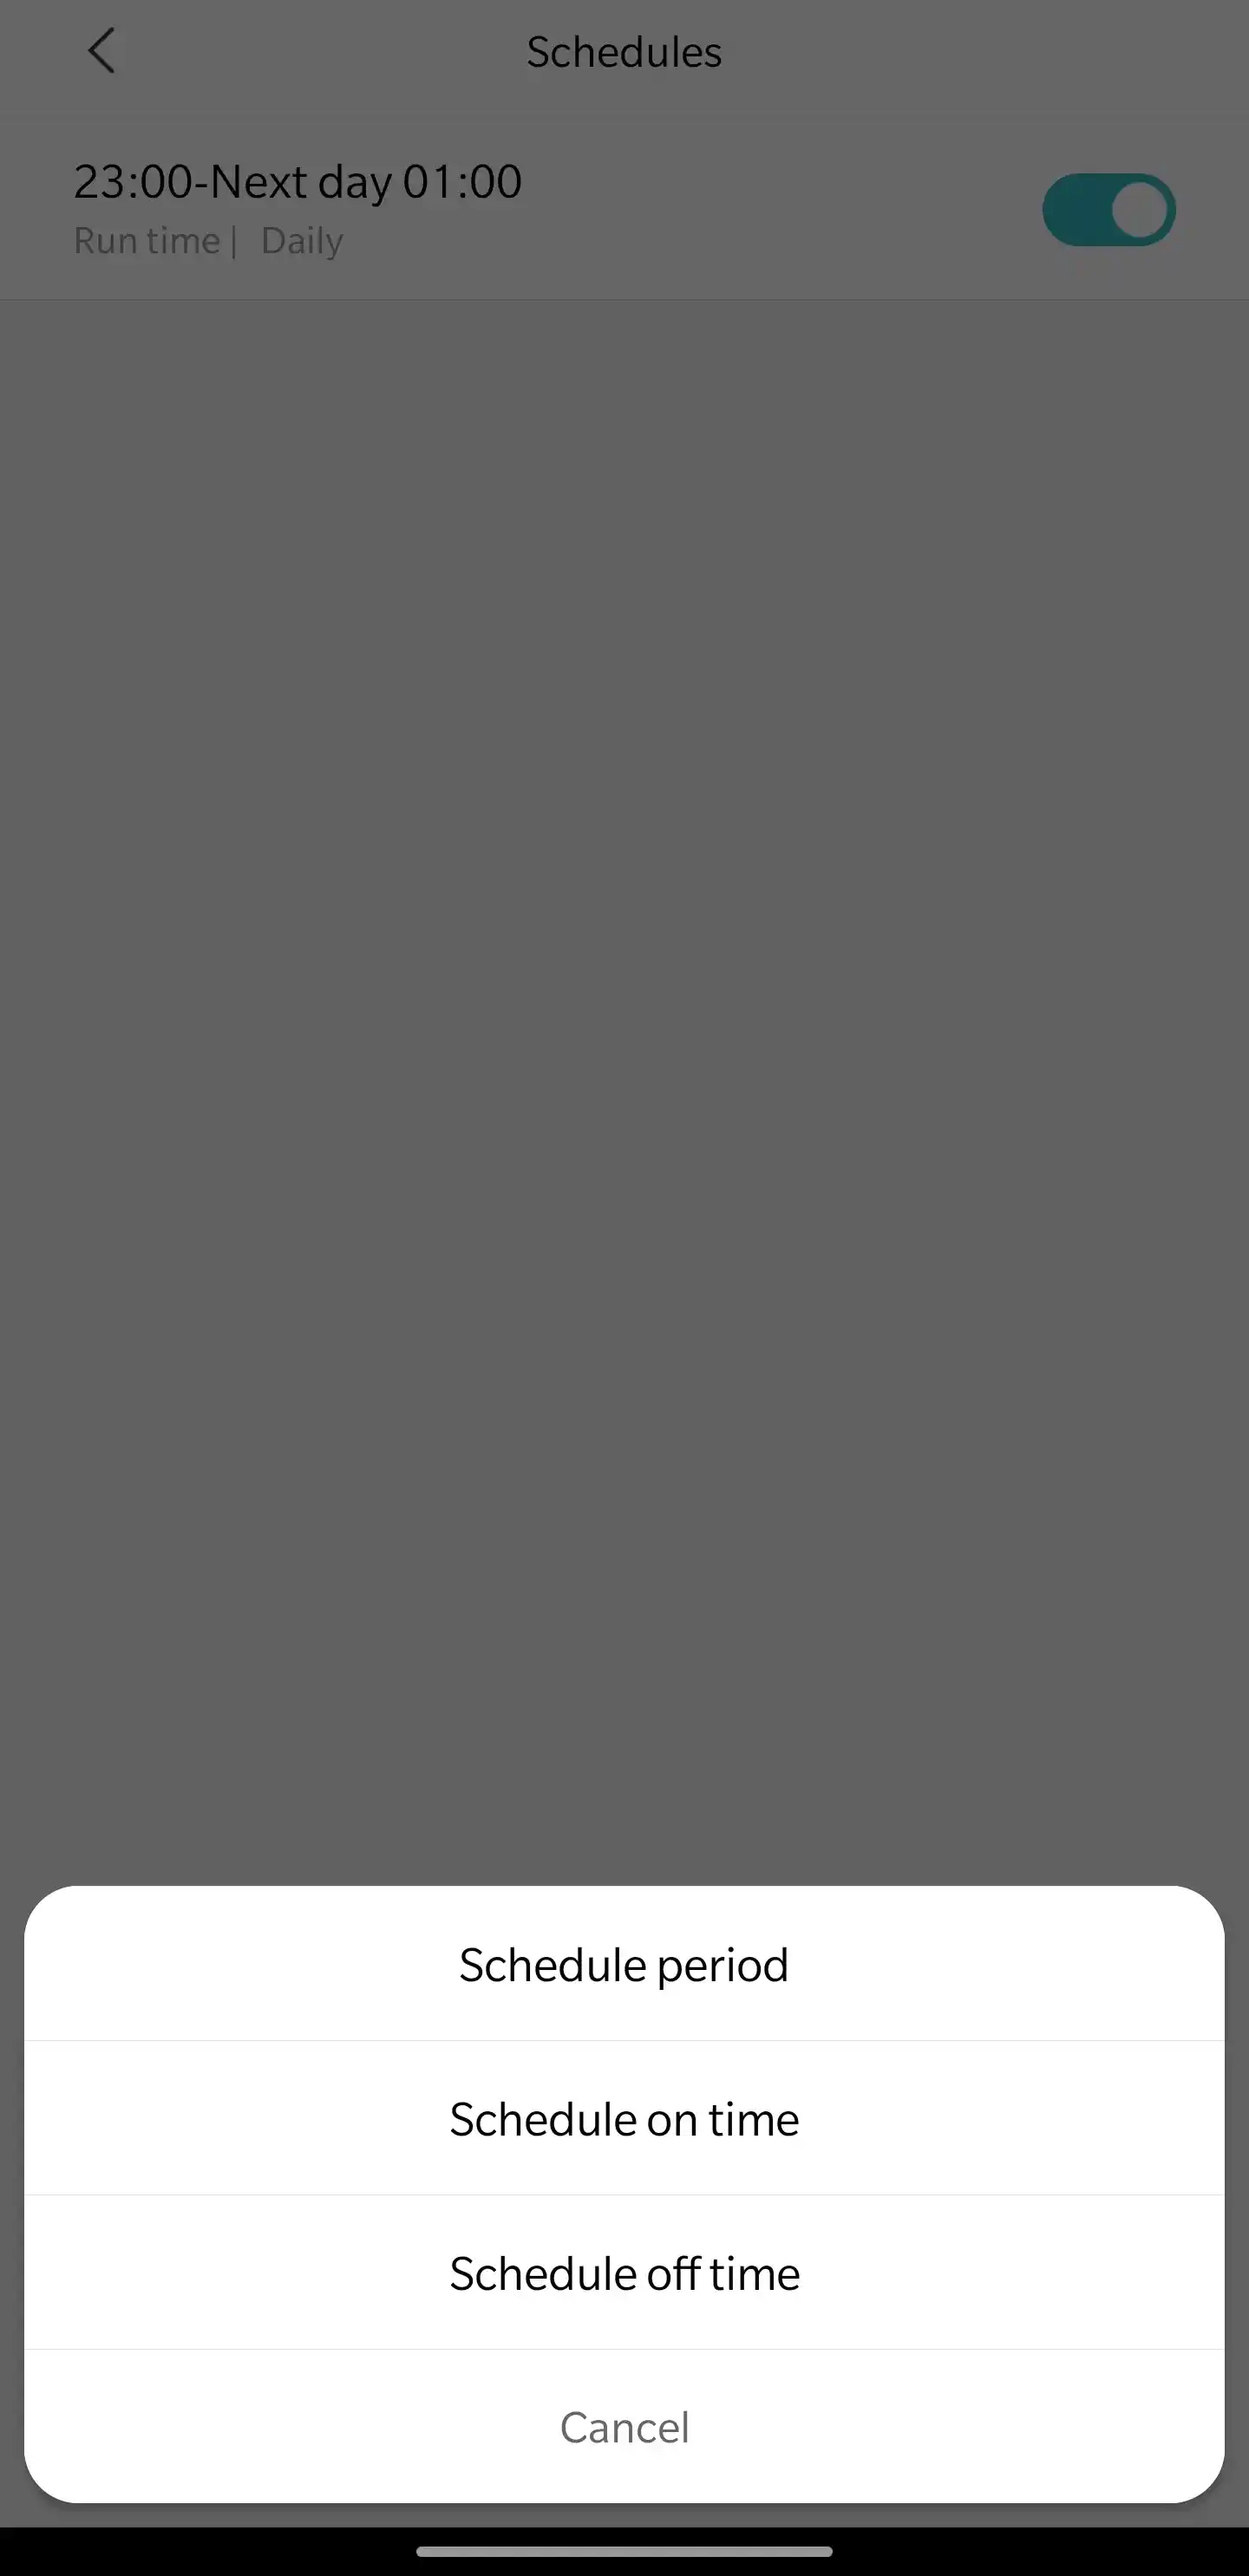 Schedules
23:00-Next day 01:00
Run time | Daily
Schedule period
Schedule on time
Schedule off time
Cancel